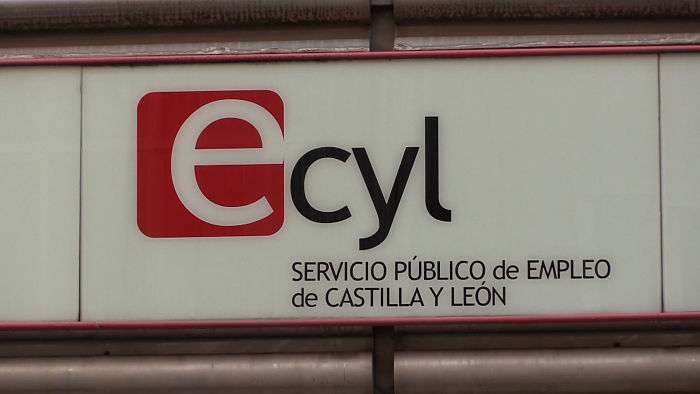 ecyl
SERVICIO PÚBLICO de EMPLEO
de CASTILLA Y LEÓN